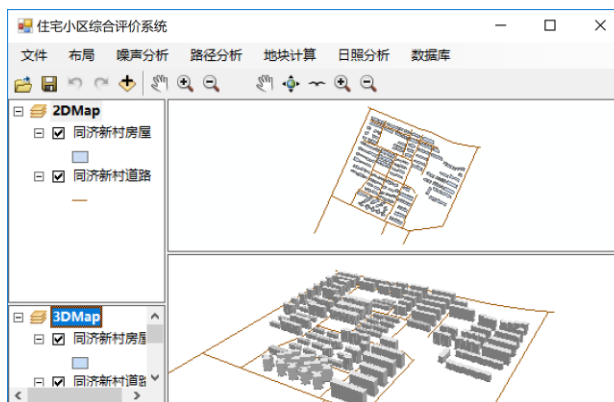 住宅小区综合评价系统
文件 布局 噪声分析 路径分析 地块计算 日照分析 数据库
2DMap
同济新村房屋
同济新村道路
3DMap
同济新村房屋
同济新村道路